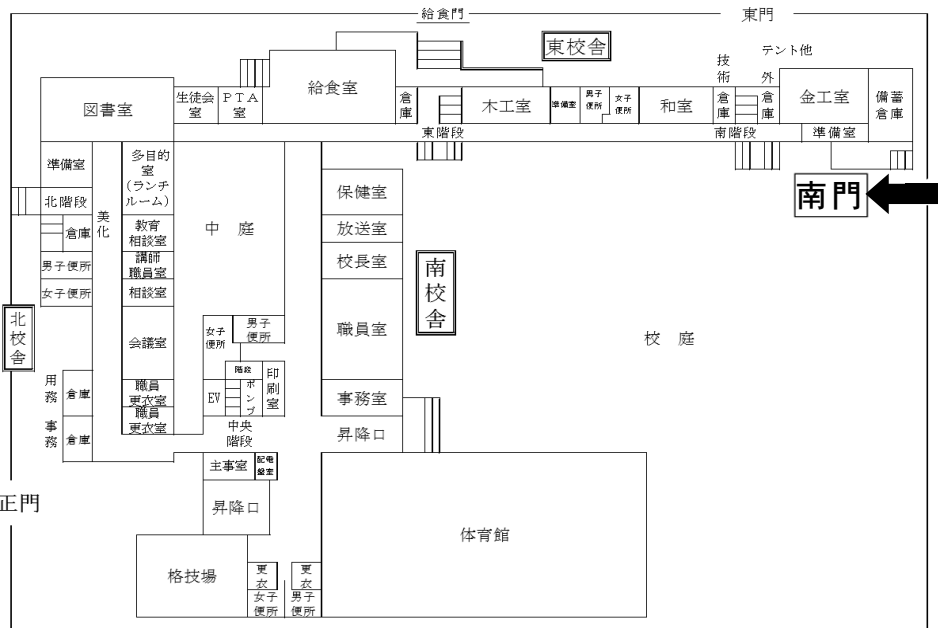 給食門
東門
東校舎
テント他
技術
外
図書室
生徒会
室
ＰＴＡ
室
給食室
倉庫
木工室
準備室
男子
便所
女子
便所
和室
倉庫
倉庫
金工室
備蓄
倉庫
東階段
南階段
準備室
南門
準備室
多目的
室
(ランチ
ルーム)
北階段
美化
倉庫
教育
相談室
中庭
保健室
放送室
男子便所
講師
職員室
校長室
女子便所
相談室
南校舎
北校舎
会議室
女子
便所
男子
便所
職員室
校庭
階段
印刷室
用務
倉庫
職員
更衣室
EV
ポンプ
事務室
事務
倉庫
職員
更衣室
中央
階段
昇降口
主事室
配電
盤室
正門
昇降口
体育館
格技場
更衣
更衣
女子
便所
男子
便所